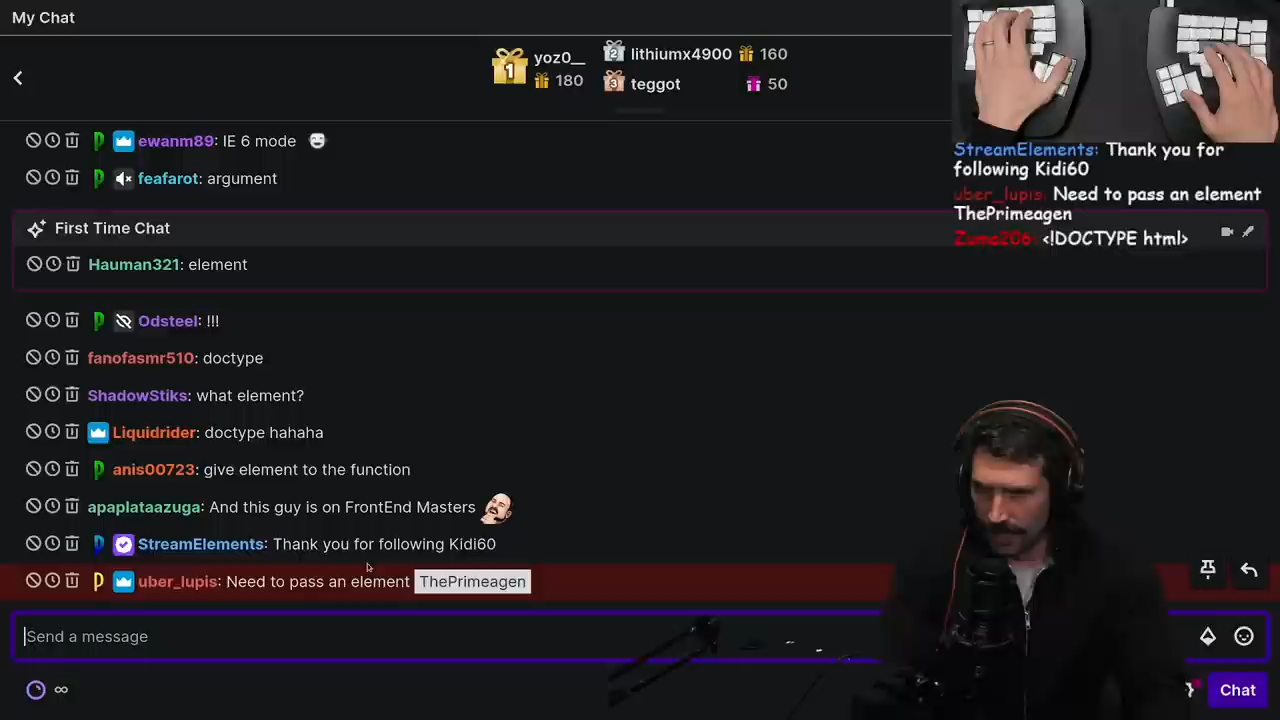 My Chat
yoz0__
180
lithiumx4900 160
teggot 50
ewanm89: IE 6 mode
feafarot: argument
First Time Chat
Hauman321: element
Odsteel: !!!
fanofasmr510: doctype
ShadowStiks: what element?
Liquidrider: doctype hahaha
anis00723: give element to the function
apaplataazuga: And this guy is on FrontEnd Masters
StreamElements: Thank you for following Kidi60
uber_lupis: Need to pass an element ThePrimeagen
Send a message
∞
Chat
StreamElements: Thank you for
following Kidi60
uber_lupis: Need to pass an element
ThePrimeagen
Zuma206: <!DOCTYPE html>